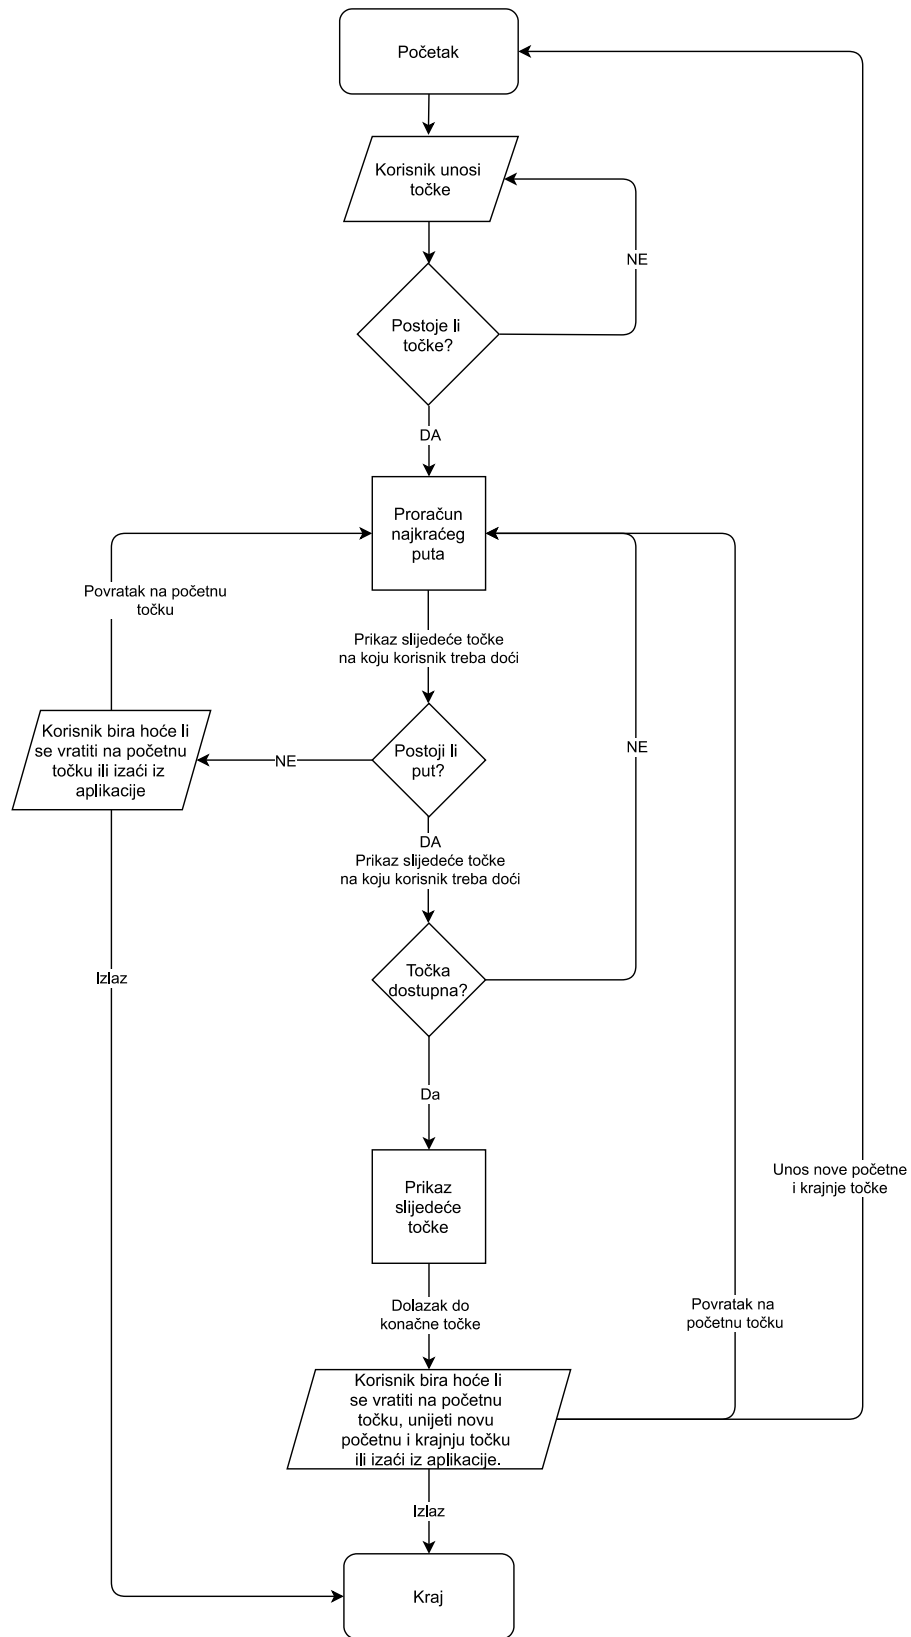 Početak
Korisnik unosi
točke
NE
Postoje li
točke?
DA
Proračun
najkraćeg
puta
Povratak na početnu
točku
Prikaz slijedeće točke
na koju korisnik treba doći
Korisnik bira hoće li
se vratiti na početnu
točku ili izaći iz
aplikacije
NE
Postoji li
put?
NE
DA
Prikaz slijedeće točke
na koju korisnik treba doći
Izlaz
Točka
dostupna?
Da
Prikaz
slijedeće
točke
Unos nove početne
i krajnje točke
Dolazak do
konačne točke
Povratak na
početnu točku
Korisnik bira hoće li
se vratiti na početnu
točku, unijeti novu
početnu i krajnju točku
ili izaći iz aplikacije.
Izlaz
Kraj